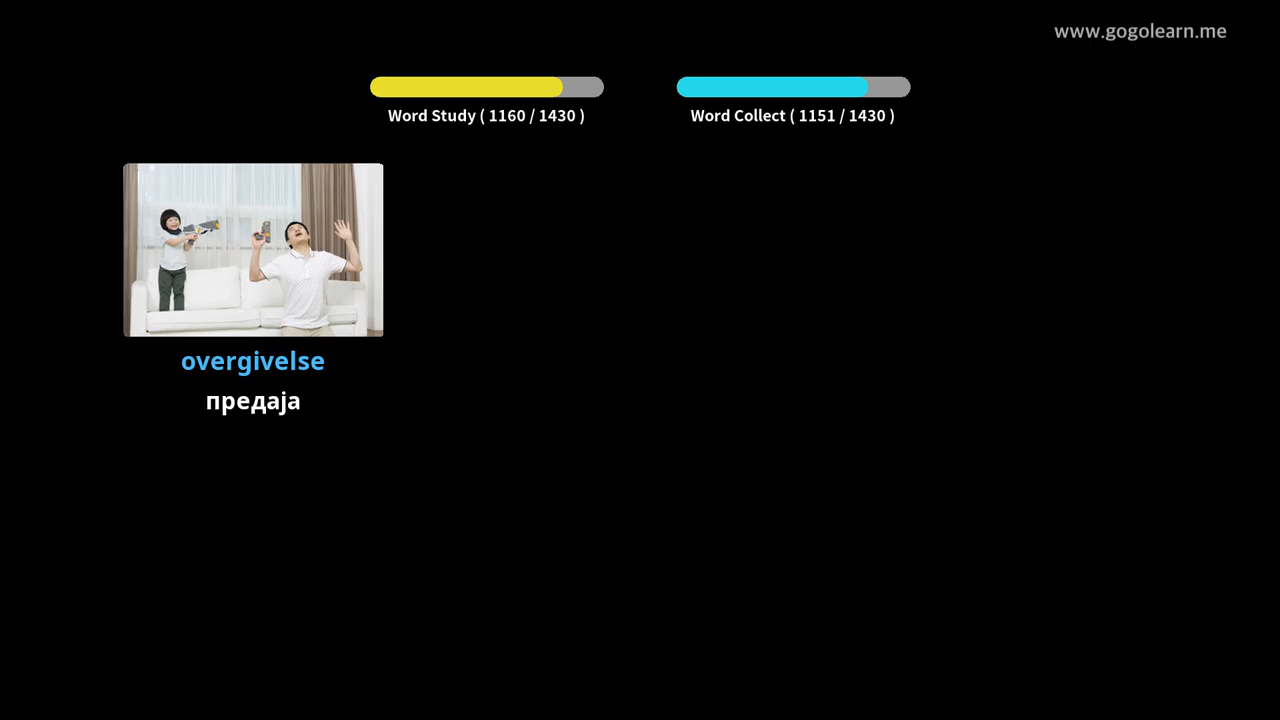 www.gogolearn.me
Word Study ( 1160 / 1430 )
Word Collect ( 1151 / 1430 )
overgivelse
предаја